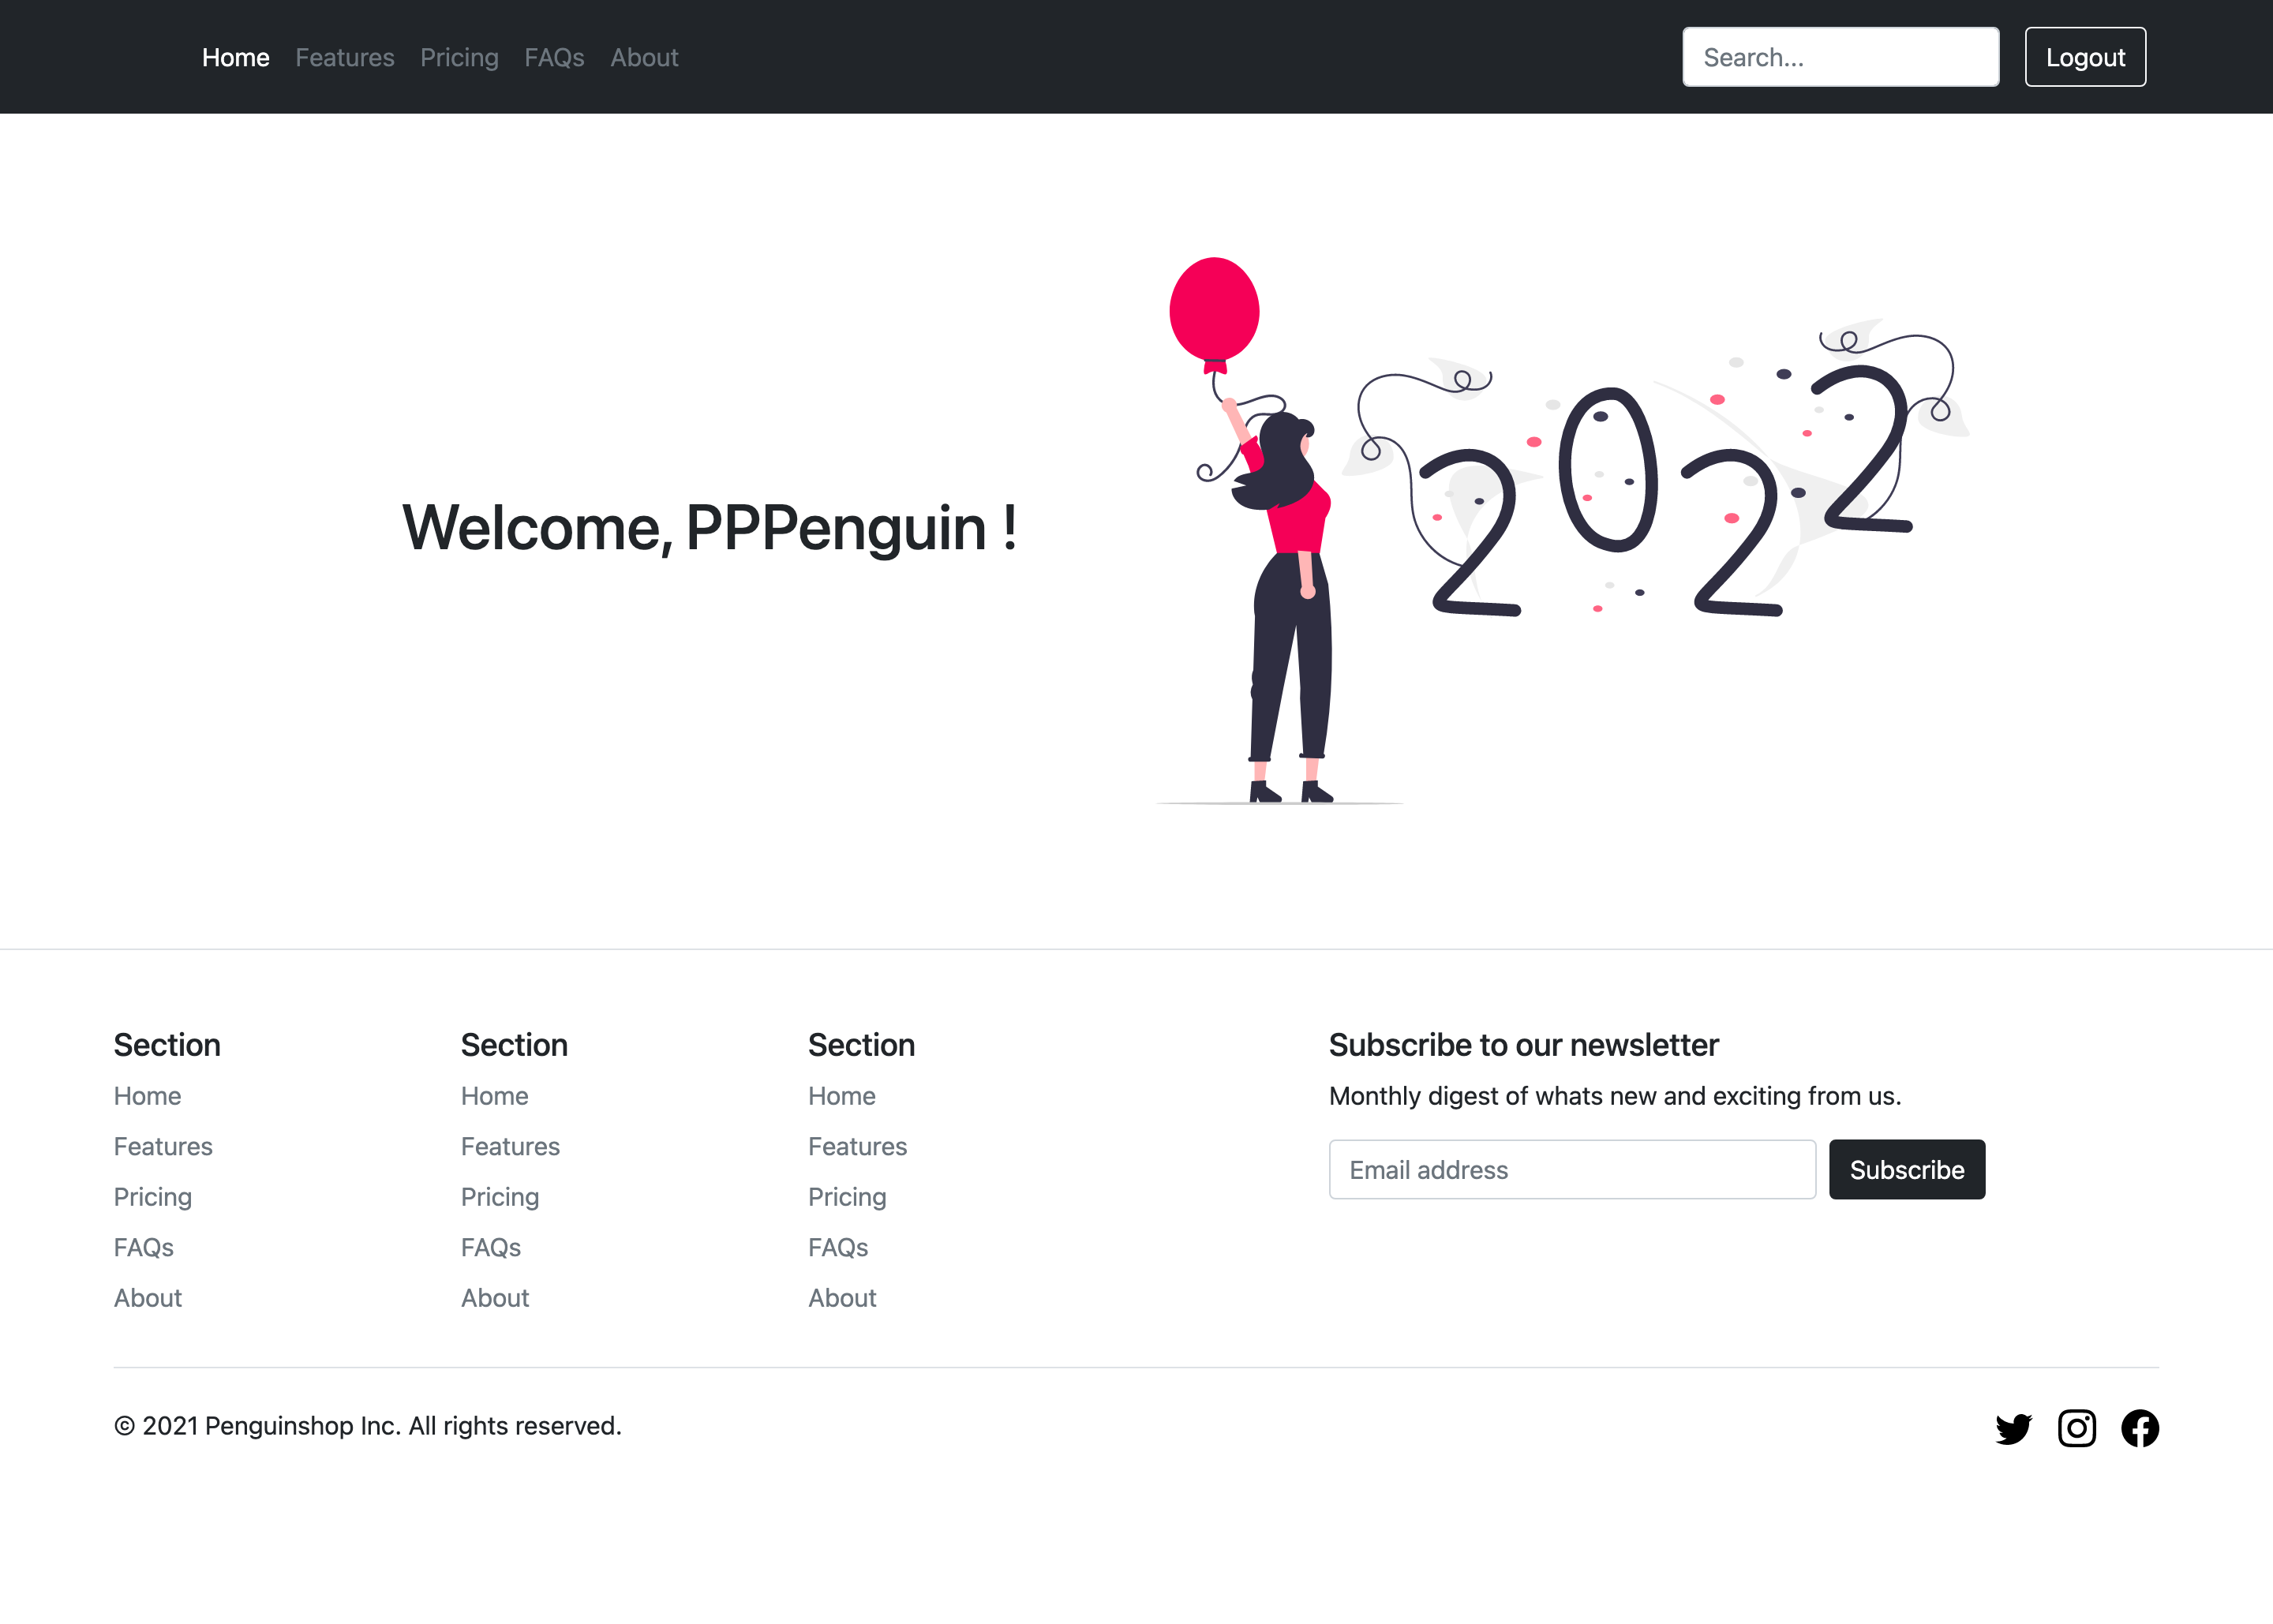 Home Features Pricing FAQs About Search... Logout
Welcome, PPPenguin !
2022
Section
Home
Features
Pricing
FAQs
About
Section
Home
Features
Pricing
FAQs
About
Section
Home
Features
Pricing
FAQs
About
Subscribe to our newsletter
Monthly digest of whats new and exciting from us.
Email address Subscribe
© 2021 Penguinshop Inc. All rights reserved.